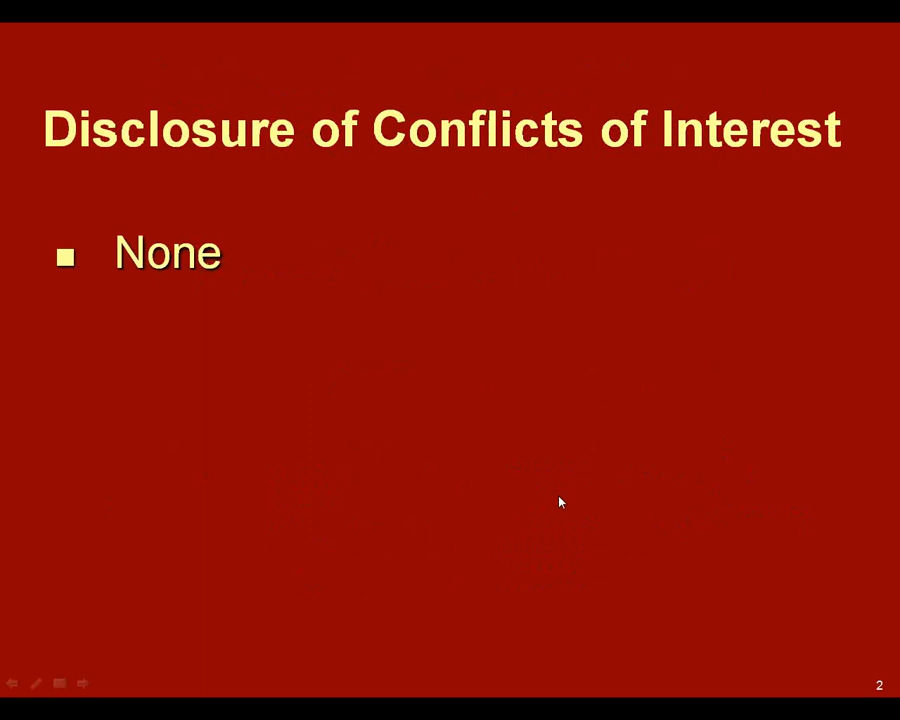 Disclosure of Conflicts of Interest
■ None
2